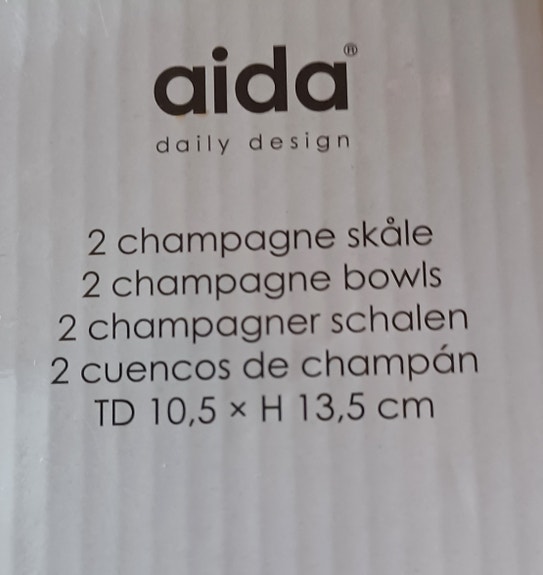 aida®
daily design
2 champagne skåle
2 champagne bowls
2 champagner schalen
2 cuencos de champán
TD 10,5 × H 13,5 cm